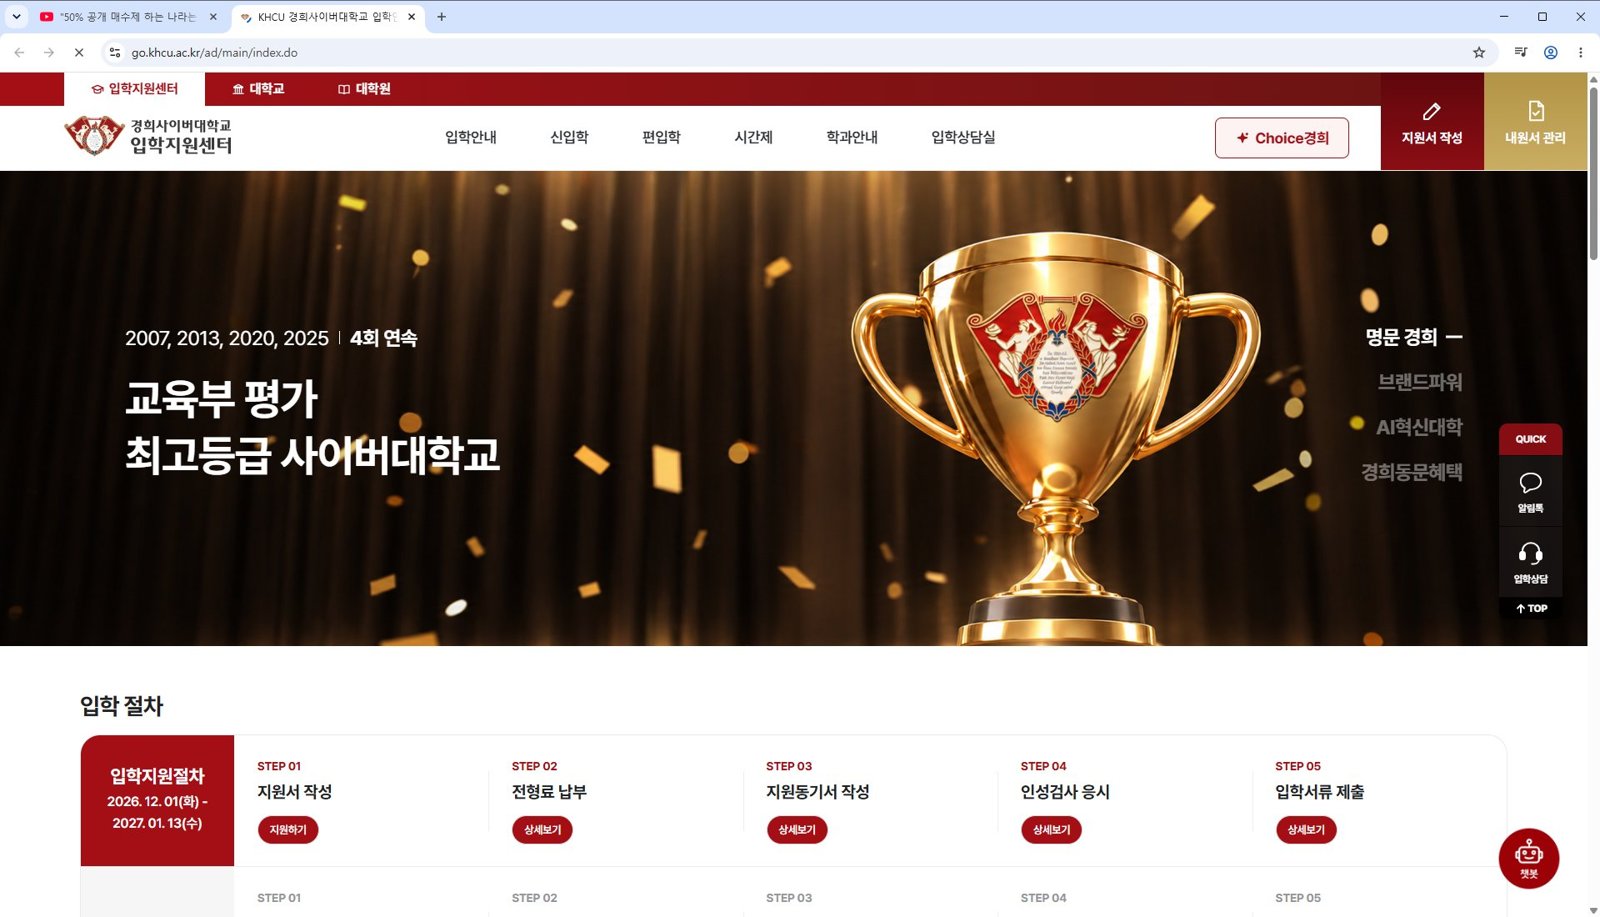 "50% 공개 매수제 하는 나라는
KHCU 경희사이버대학교 입학
go.khcu.ac.kr/ad/main/index.do
입학지원센터
대학교
대학원
경희사이버대학교
입학지원센터
입학안내
신입학
편입학
시간제
학과안내
입학상담실
Choice경희
지원서 작성
내원서 관리
2007, 2013, 2020, 2025 | 4회 연속
교육부 평가
최고등급 사이버대학교
명문 경희
브랜드파워
AI혁신대학
경희동문혜택
QUICK
알림톡
입학상담
TOP
입학 절차
입학지원절차
2026. 12. 01(화) -
2027. 01. 13(수)
STEP 01
지원서 작성
지원하기
STEP 02
전형료 납부
상세보기
STEP 03
지원동기서 작성
상세보기
STEP 04
인성검사 응시
상세보기
STEP 05
입학서류 제출
상세보기
챗봇
STEP 01
STEP 02
STEP 03
STEP 04
STEP 05